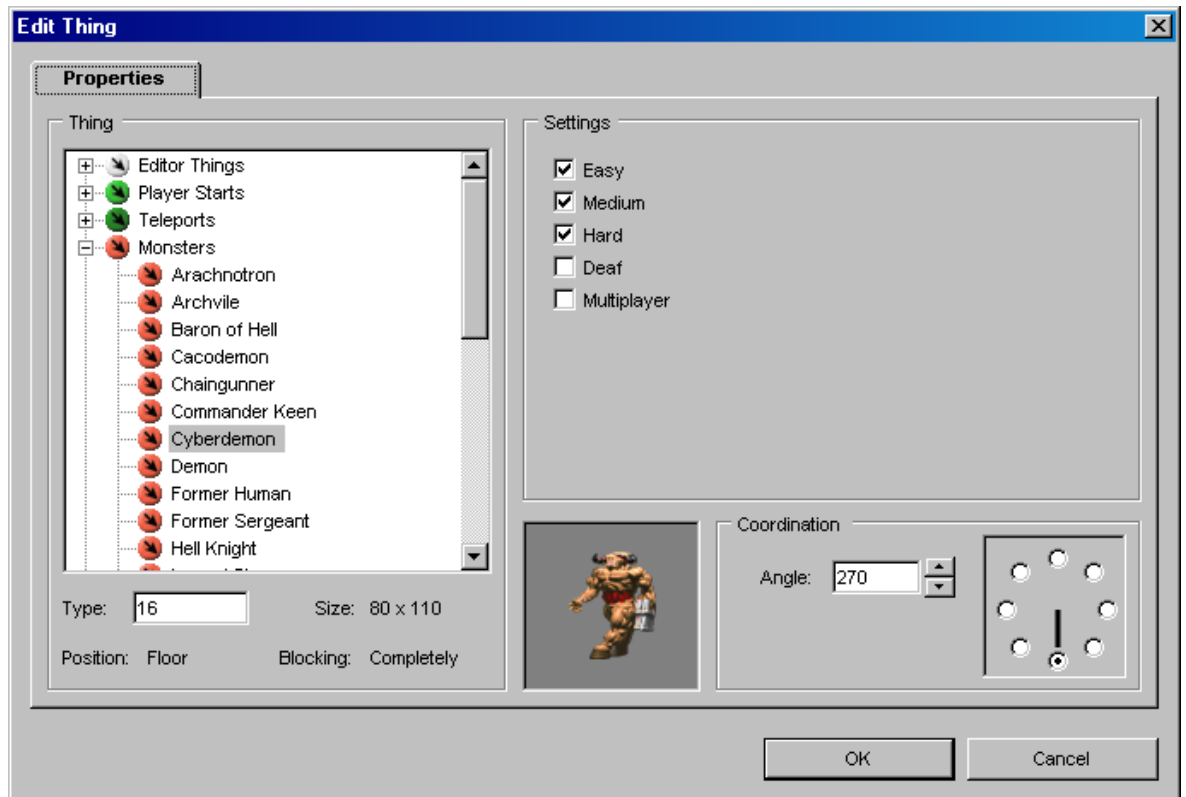 Edit Thing
Properties
Thing
Editor Things
Player Starts
Teleports
Monsters
Arachnotron
Archvile
Baron of Hell
Cacodemon
Chaingunner
Commander Keen
Cyberdemon
Demon
Former Human
Former Sergeant
Hell Knight
Type: 16 Size: 80 x 110
Position: Floor Blocking: Completely
Settings
Easy
Medium
Hard
Deaf
Multiplayer
Coordination
Angle: 270
OK Cancel